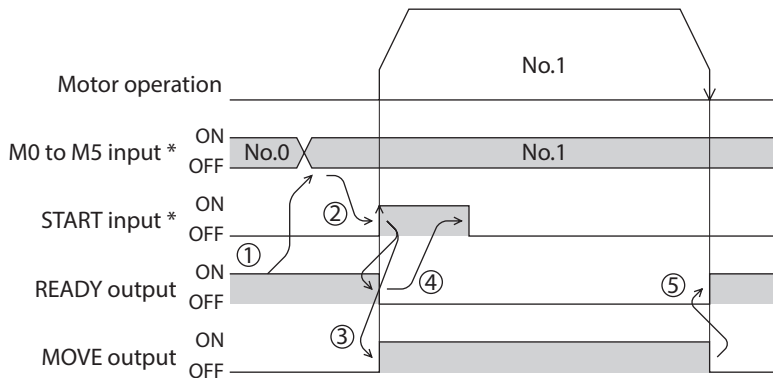 No.1
Motor operation
ON
M0 to M5 input *
No.0
No.1
OFF
ON
②
START input *
OFF
①
ON
④
⑤
READY output
OFF
③
ON
MOVE output
OFF